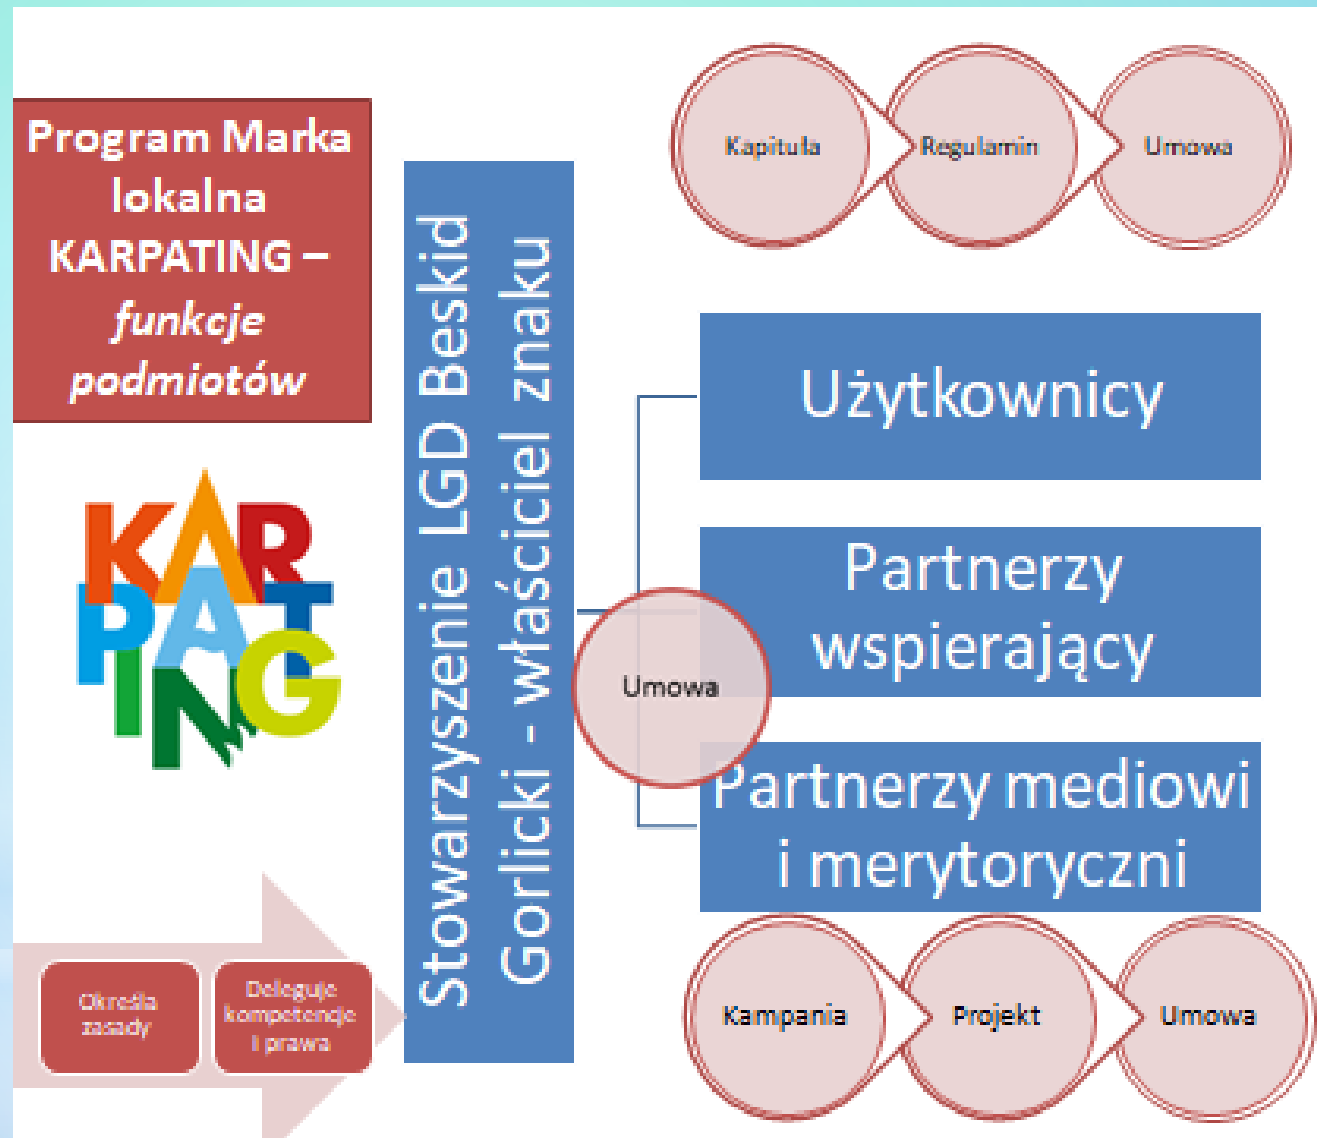 Program Marka
lokalna
KARPATING –
funkcje
podmiotów
KAR
PAT
ING
Określa
zasady
Deleguje
kompetencje
i prawa
Stowarzyszenie LGD Beskid
Gorlicki - właściciel znaku
Kapituła
Regulamin
Umowa
Użytkownicy
Partnerzy
wspierający
Umowa
Partnerzy mediowi
i merytoryczni
Kampania
Projekt
Umowa